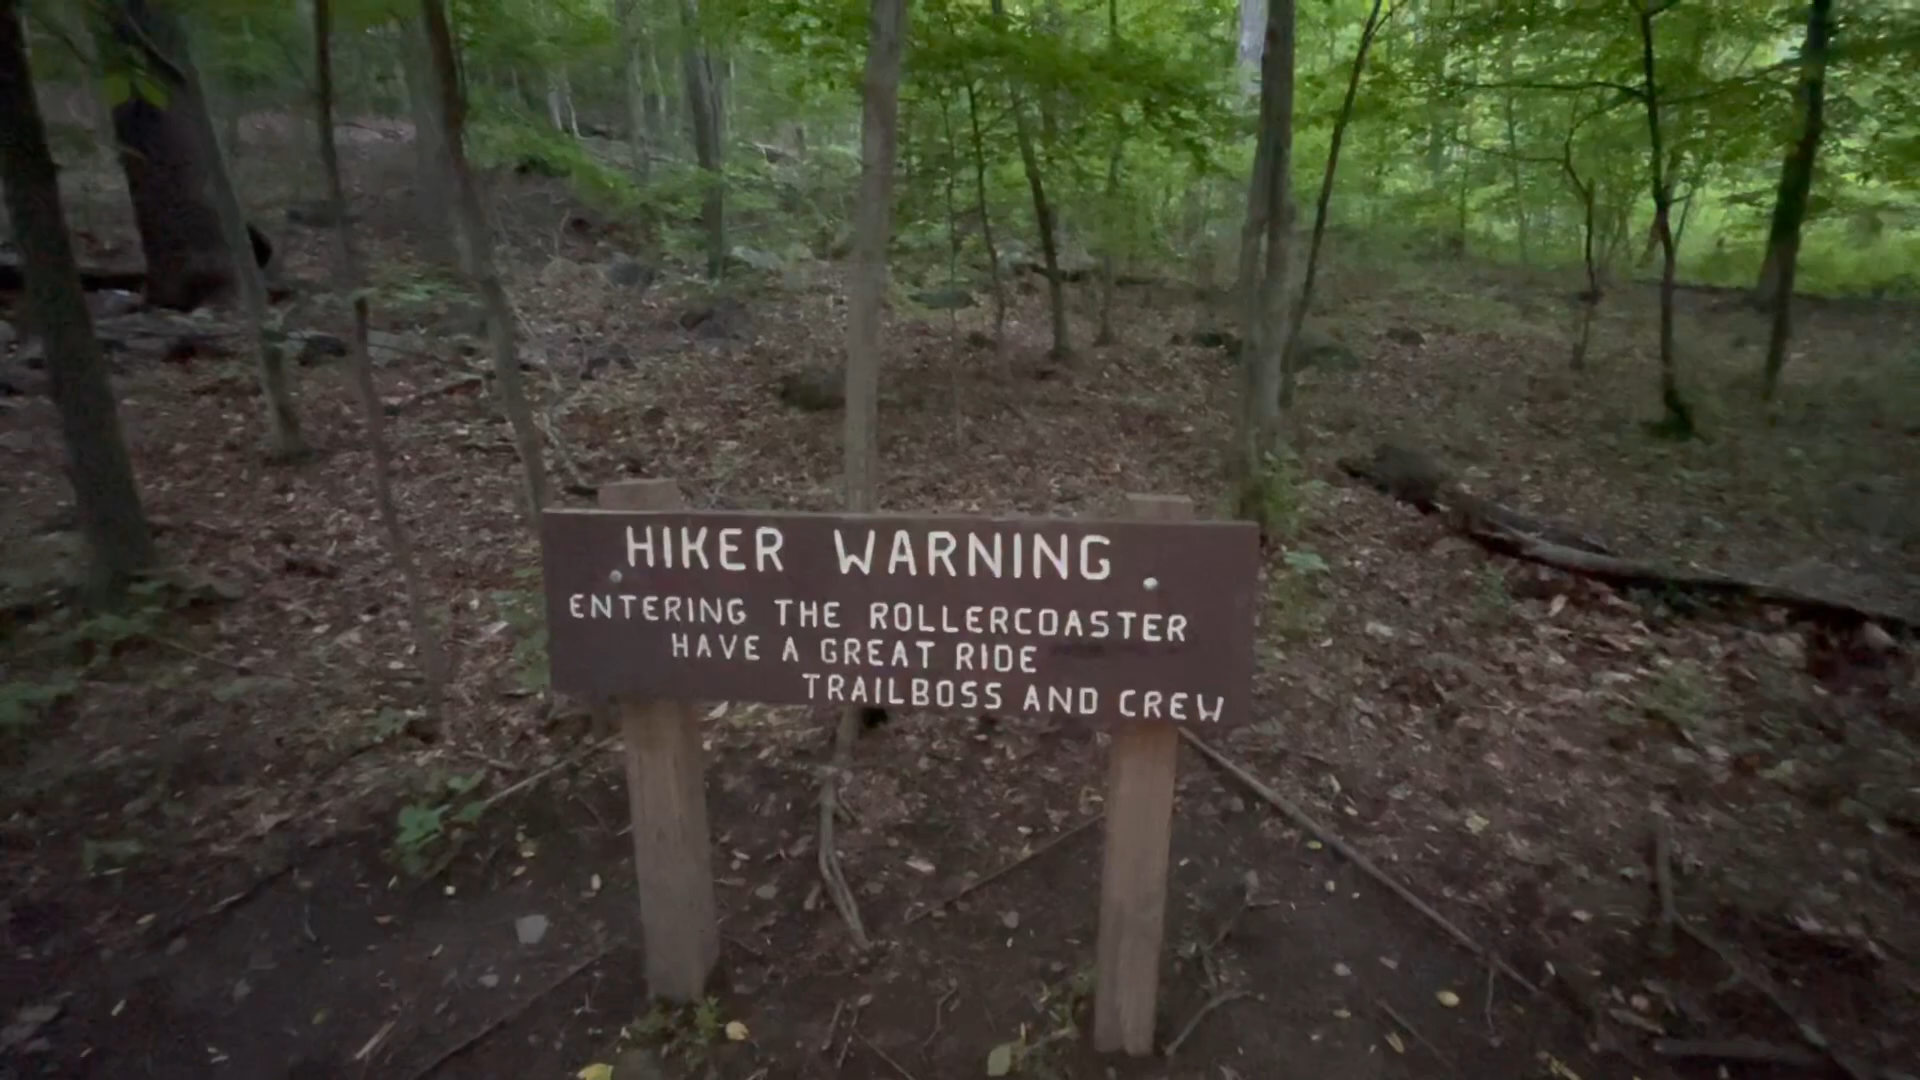 HIKER WARNING
ENTERING THE ROLLERCOASTER
HAVE A GREAT RIDE
TRAILBOSS AND CREW